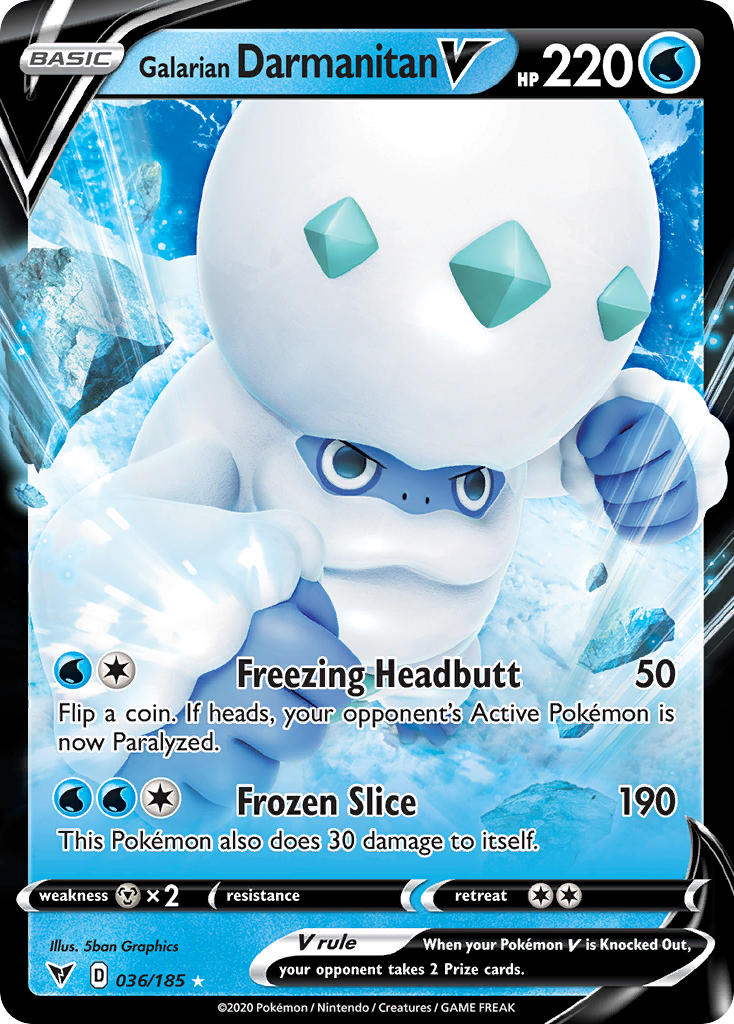 BASIC
Galarian Darmanitan V HP 220
Freezing Headbutt 50
Flip a coin. If heads, your opponent's Active Pokémon is
now Paralyzed.
Frozen Slice 190
This Pokémon also does 30 damage to itself.
weakness ×2 resistance retreat
Illus. 5ban Graphics
V rule When your Pokémon V is Knocked Out,
your opponent takes 2 Prize cards.
D 036/185 ★
©2020 Pokémon / Nintendo / Creatures / GAME FREAK